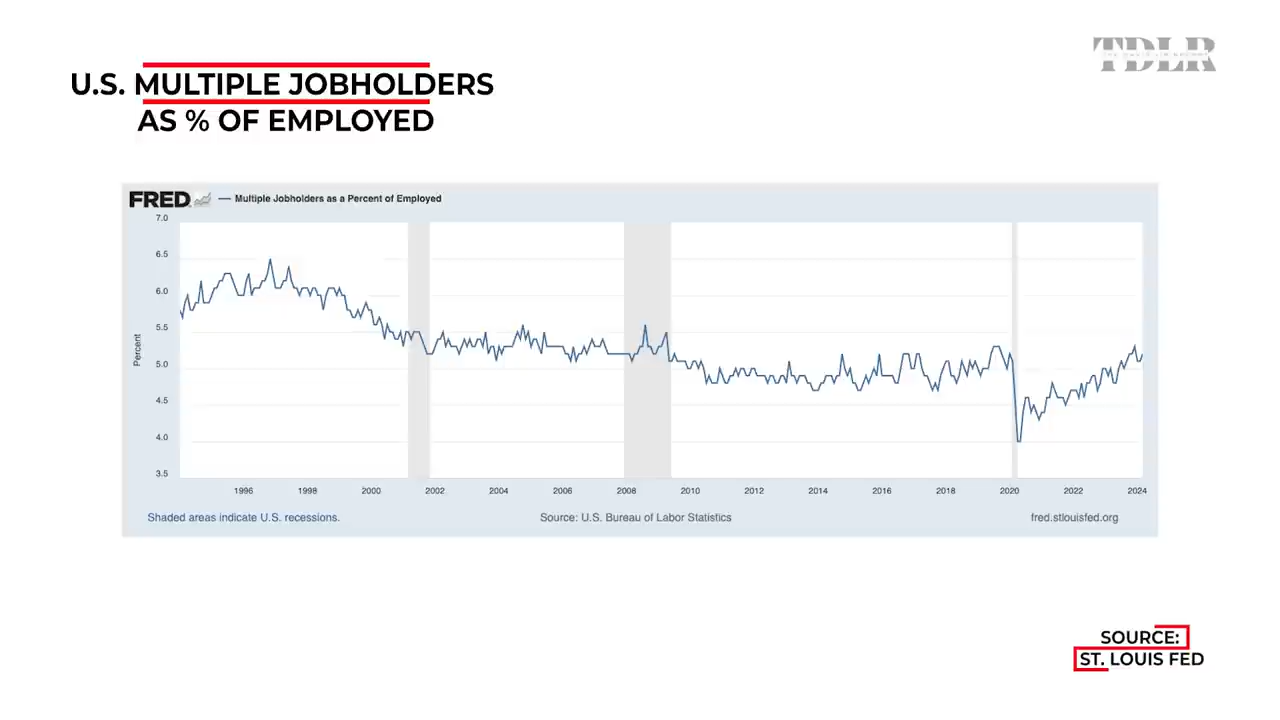 TDLR
U.S. MULTIPLE JOBHOLDERS
AS % OF EMPLOYED
FRED
Multiple Jobholders as a Percent of Employed
7.0
6.5
6.0
5.5
5.0
4.5
4.0
3.5
Percent
1996 1998 2000 2002 2004 2006 2008 2010 2012 2014 2016 2018 2020 2022 2024
Shaded areas indicate U.S. recessions. Source: U.S. Bureau of Labor Statistics fred.stlouisfed.org
SOURCE:
ST. LOUIS FED